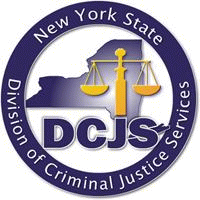 New York State
DCJS
Division of Criminal Justice Services